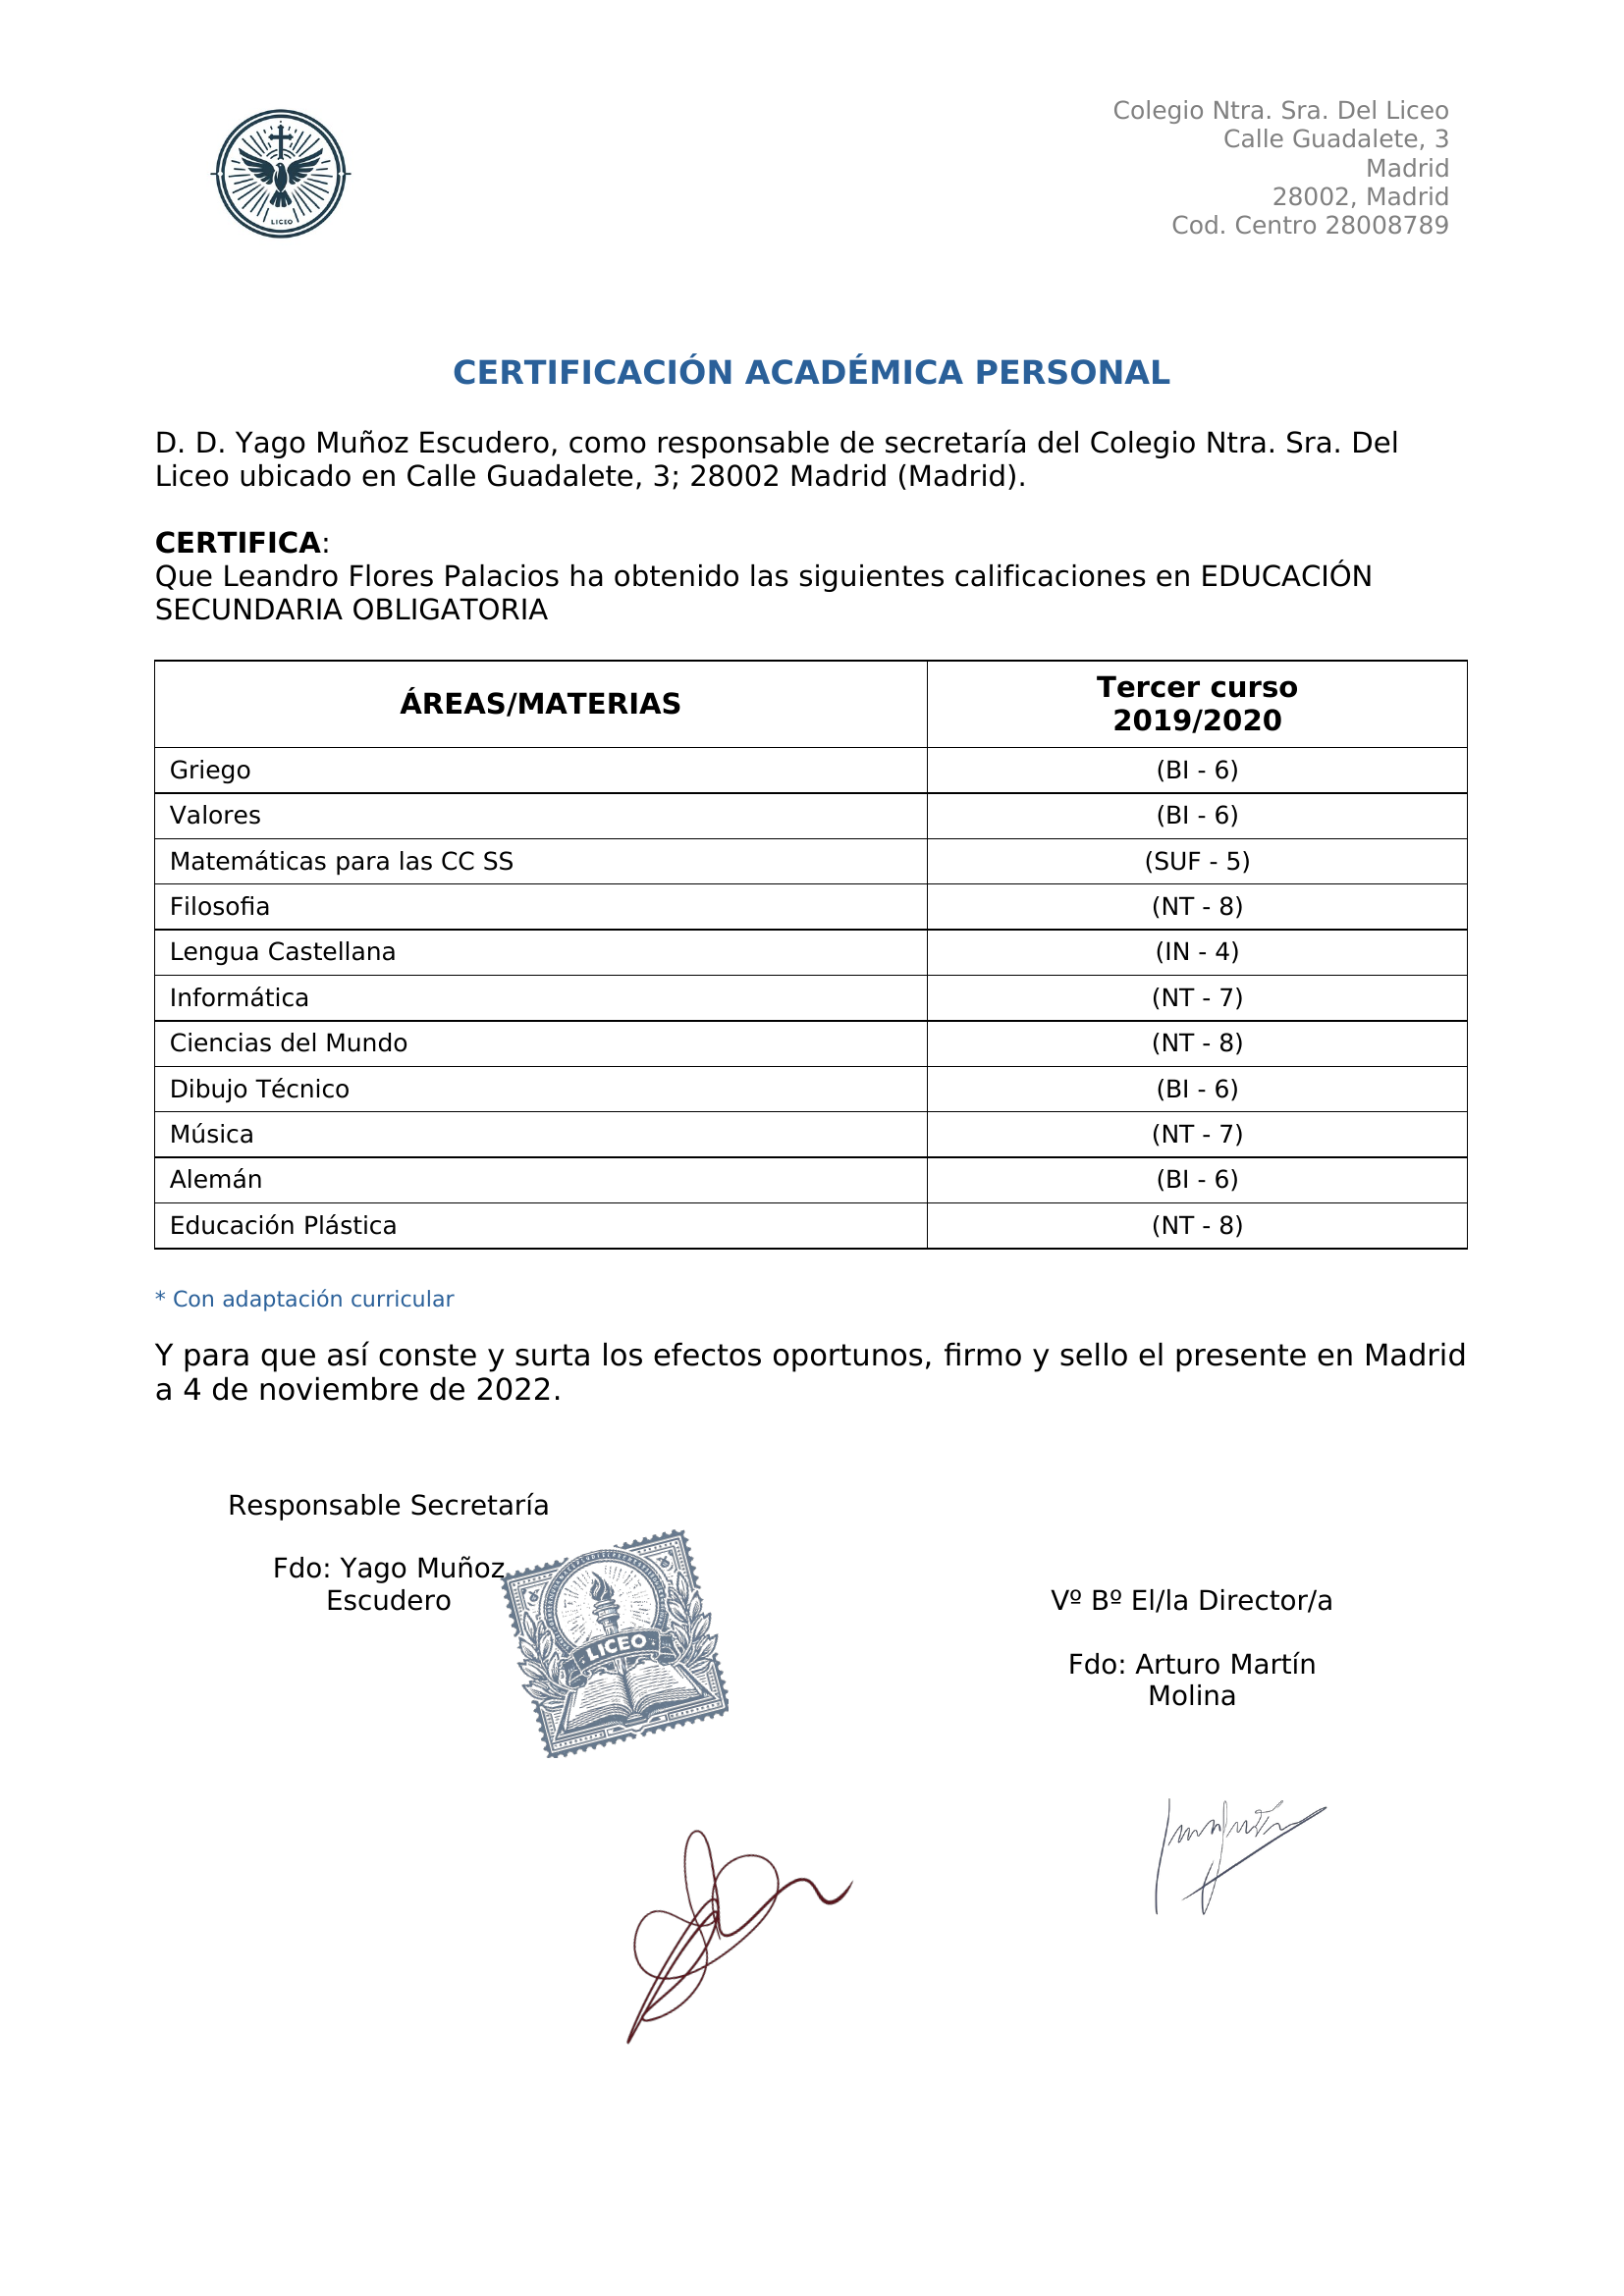 LICEO
Colegio Ntra. Sra. Del Liceo
Calle Guadalete, 3
Madrid
28002, Madrid
Cod. Centro 28008789
CERTIFICACIÓN ACADÉMICA PERSONAL
D. D. Yago Muñoz Escudero, como responsable de secretaría del Colegio Ntra. Sra. Del
Liceo ubicado en Calle Guadalete, 3; 28002 Madrid (Madrid).
CERTIFICA:
Que Leandro Flores Palacios ha obtenido las siguientes calificaciones en EDUCACIÓN
SECUNDARIA OBLIGATORIA
ÁREAS/MATERIAS
Tercer curso
2019/2020
Griego (BI - 6)
Valores (BI - 6)
Matemáticas para las CC SS (SUF - 5)
Filosofia (NT - 8)
Lengua Castellana (IN - 4)
Informática (NT - 7)
Ciencias del Mundo (NT - 8)
Dibujo Técnico (BI - 6)
Música (NT - 7)
Alemán (BI - 6)
Educación Plástica (NT - 8)
* Con adaptación curricular
Y para que así conste y surta los efectos oportunos, firmo y sello el presente en Madrid
a 4 de noviembre de 2022.
Responsable Secretaría
Fdo: Yago Muñoz
Escudero
LICEO
Vº Bº El/la Director/a
Fdo: Arturo Martín
Molina